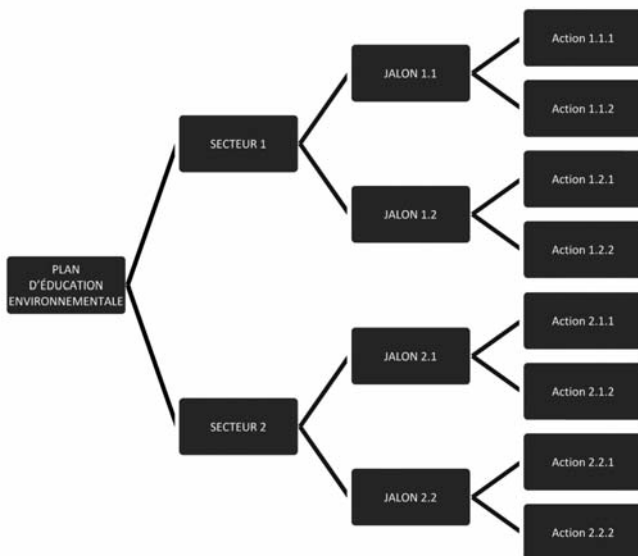 PLAN
D'ÉDUCATION
ENVIRONNEMENTALE
SECTEUR 1
JALON 1.1
Action 1.1.1
Action 1.1.2
JALON 1.2
Action 1.2.1
Action 1.2.2
SECTEUR 2
JALON 2.1
Action 2.1.1
Action 2.1.2
JALON 2.2
Action 2.2.1
Action 2.2.2